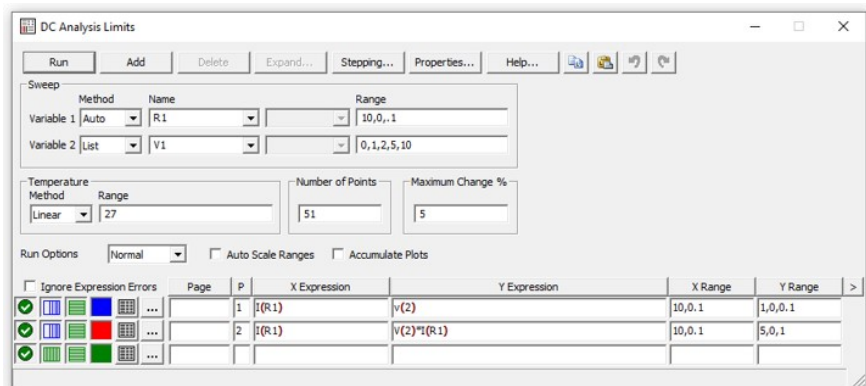 DC Analysis Limits
Run Add Delete Expand... Stepping... Properties... Help...
Sweep
Method Name Range
Variable 1 Auto R1 10,0,.1
Variable 2 List V1 0,1,2,5,10
Temperature Number of Points Maximum Change %
Method Range
Linear 27 51 5
Run Options Normal Auto Scale Ranges Accumulate Plots
Ignore Expression Errors Page P X Expression Y Expression X Range Y Range >
... 1 I(R1) v(2) 10,0.1 1,0,0.1
... 2 I(R1) V(2)*I(R1) 10,0.1 5,0,1
...